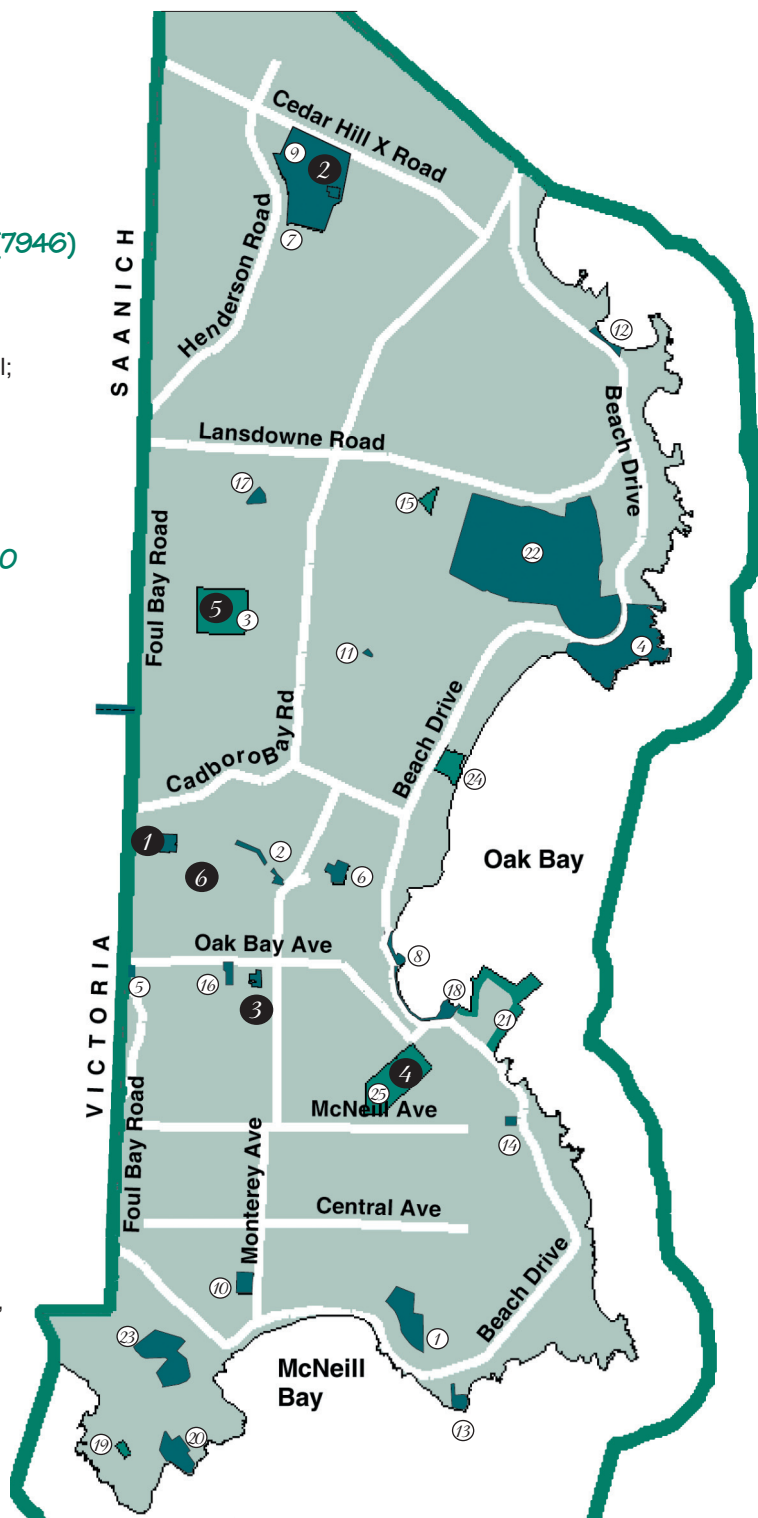 Cedar Hill X Road
9
2
7
7946)
SAANICH
Henderson Road
12
l;
Beach Drive
Lansdowne Road
17
15
22
0
Foul Bay Road
5
3
11
4
Beach Drive
Cadboro Bay Rd
24
1
2
6
6
Oak Bay
Oak Bay Ave
8
5
16
3
18
21
VICTORIA
4
25
McNeill Ave
14
Foul Bay Road
Monterey Ave
Central Ave
Beach Drive
10
,
23
1
McNeill
Bay
13
19
20